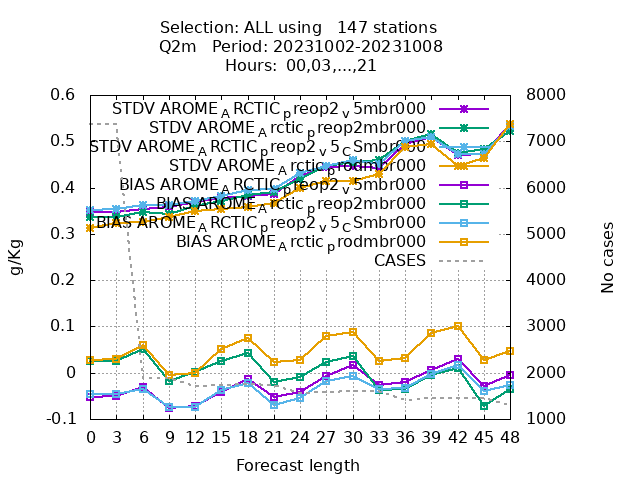 Selection: ALL using 147 stations
Q2m Period: 20231002-20231008
Hours: 00,03,...,21
0.6
0.5
0.4
0.3
0.2
0.1
0
-0.1
g/Kg
STDV AROME_ARCTIC_preop2_v5mbr000
STDV AROME_Arctic_preop2mbr000
STDV AROME_ARCTIC_preop2_v5_CSmbr000
STDV AROME_Arctic_prodmbr000
BIAS AROME_ARCTIC_preop2_v5mbr000
BIAS AROME_Arctic_preop2mbr000
BIAS AROME_ARCTIC_preop2_v5_CSmbr000
BIAS AROME_Arctic_prodmbr000
CASES
8000
7000
6000
5000
4000
3000
2000
1000
No cases
0 3 6 9 12 15 18 21 24 27 30 33 36 39 42 45 48
Forecast length